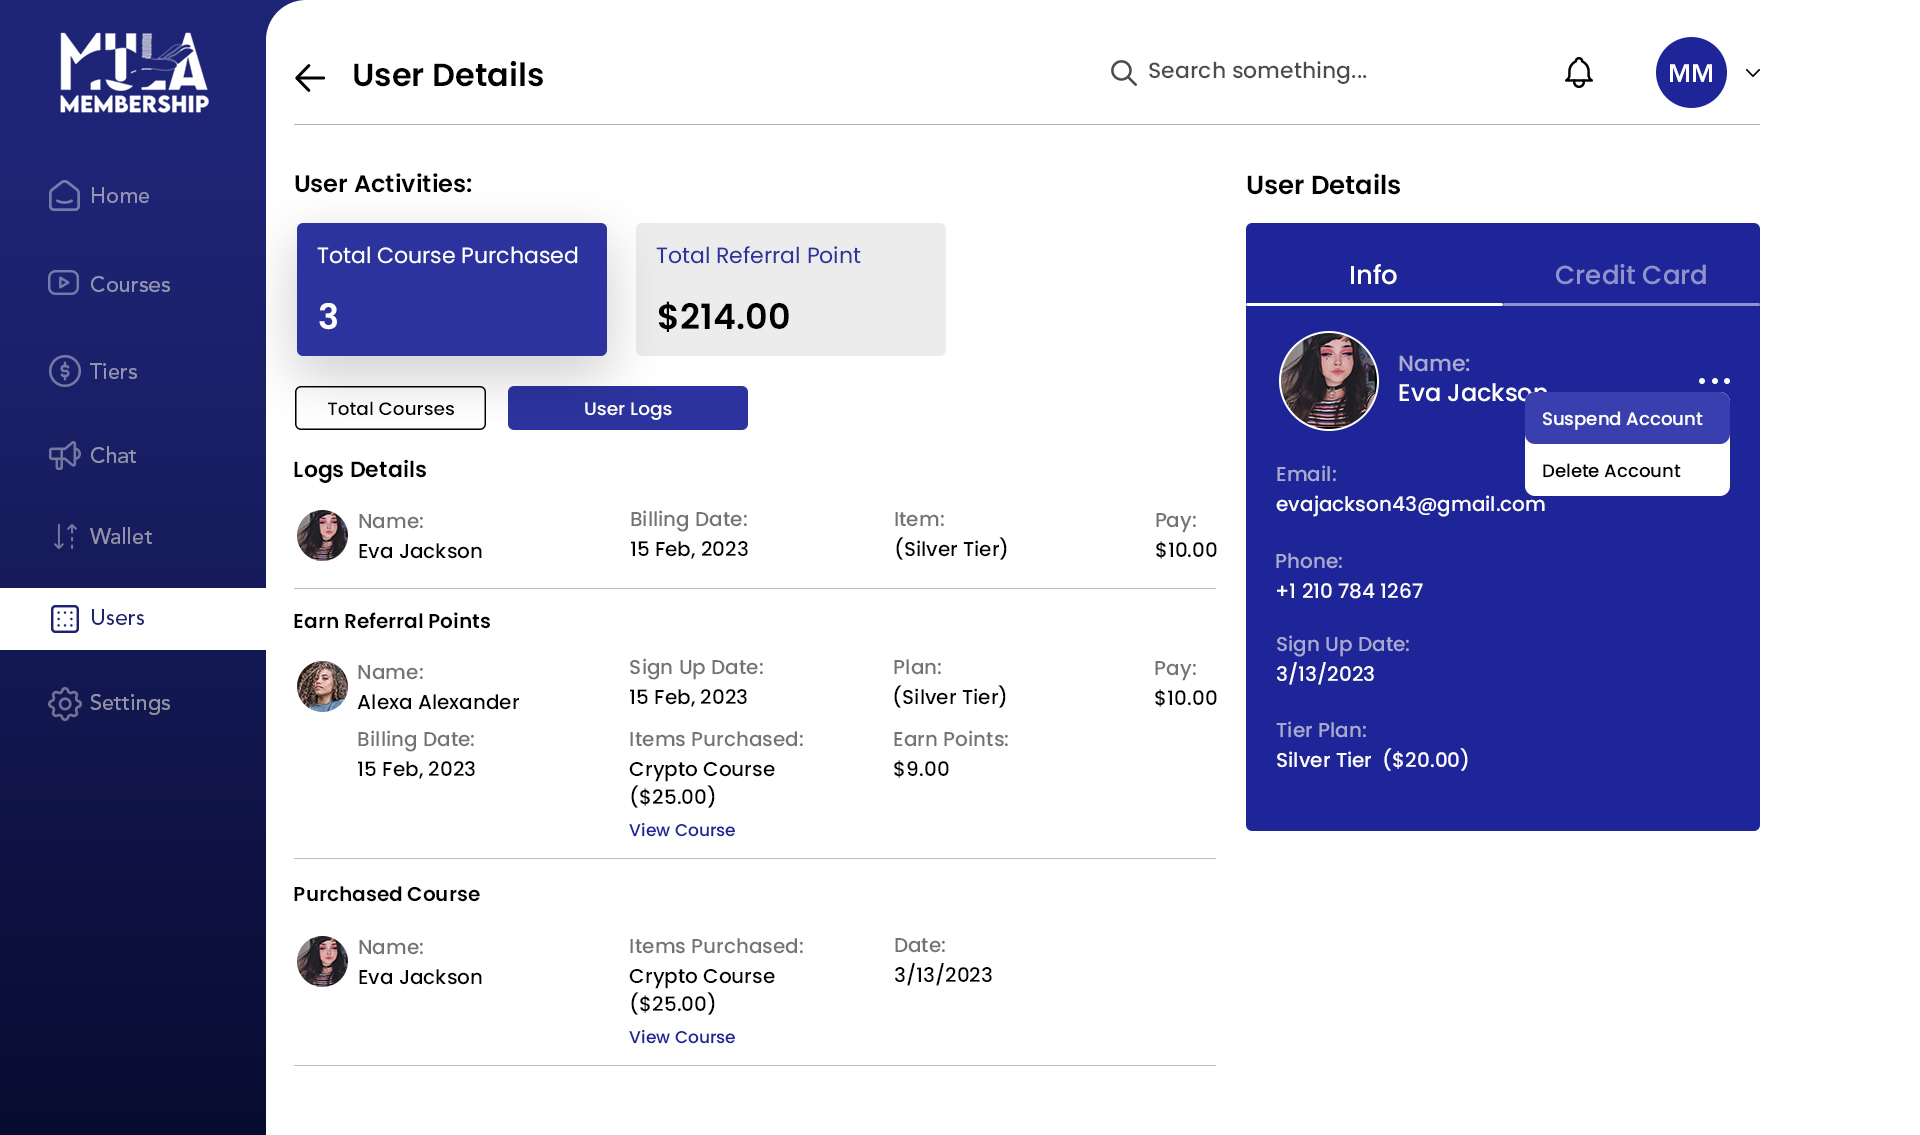 MULA
MEMBERSHIP
Home
Courses
Tiers
Chat
Wallet
Users
Settings
User Details
Search something...
MM
User Activities:
Total Course Purchased
3
Total Referral Point
$214.00
Total Courses
User Logs
Logs Details
Name:
Eva Jackson
Billing Date:
15 Feb, 2023
Item:
(Silver Tier)
Pay:
$10.00
Earn Referral Points
Name:
Alexa Alexander
Sign Up Date:
15 Feb, 2023
Plan:
(Silver Tier)
Pay:
$10.00
Billing Date:
15 Feb, 2023
Items Purchased:
Crypto Course
($25.00)
View Course
Earn Points:
$9.00
Purchased Course
Name:
Eva Jackson
Items Purchased:
Crypto Course
($25.00)
View Course
Date:
3/13/2023
User Details
Info
Credit Card
Name:
Eva Jackson
Suspend Account
Delete Account
Email:
evajackson43@gmail.com
Phone:
+1 210 784 1267
Sign Up Date:
3/13/2023
Tier Plan:
Silver Tier ($20.00)